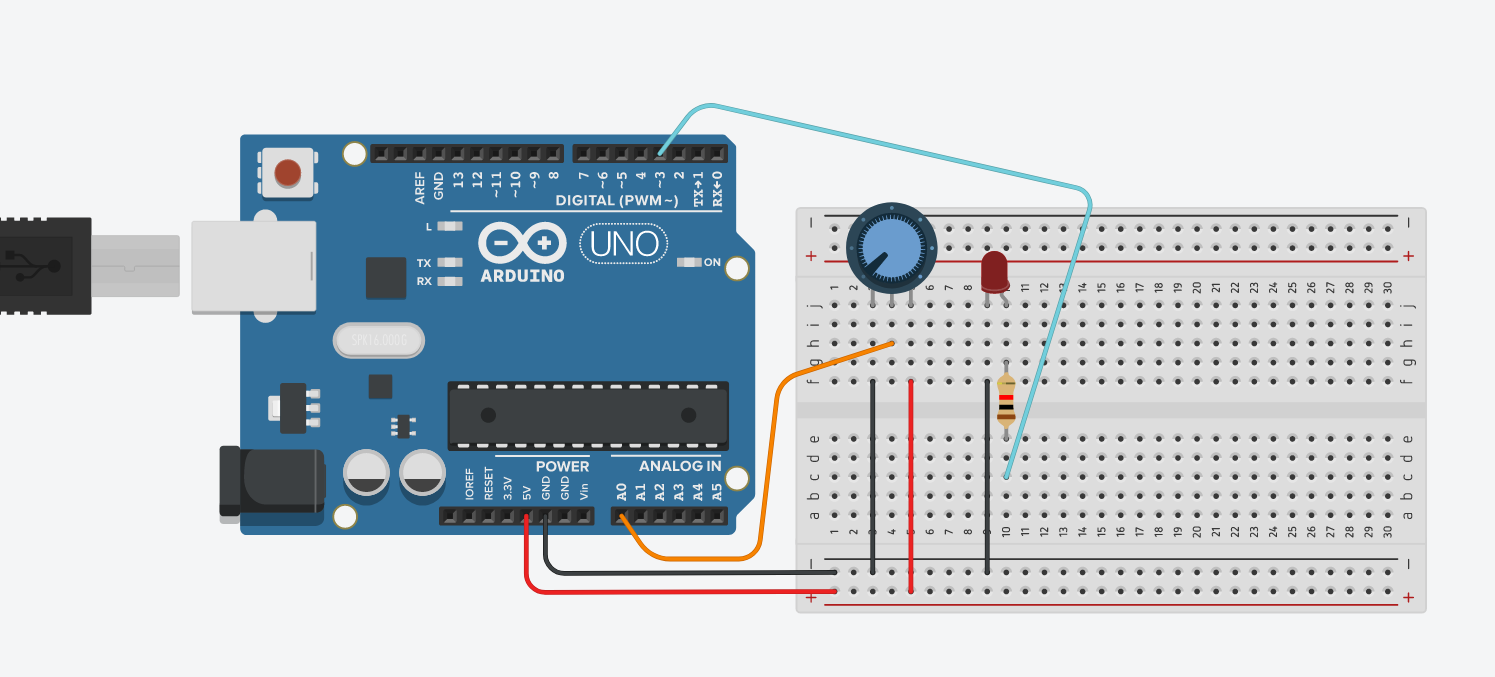 AREF
GND
13
12
~11
~10
~9
8
7
~6
~5
4
~3
2
TX→1
RX←0
DIGITAL (PWM~)
L
TX
RX
ARDUINO
UNO
ON
SPK16.000G
POWER
ANALOG IN
IOREF
RESET
3.3V
5V
GND
GND
Vin
A0
A1
A2
A3
A4
A5
− −
+ +
1 2 6 7 8 11 12 13 14 15 16 17 18 19 20 21 22 23 24 25 26 27 28 29 30
j j
i i
h h
g g
f f
e e
d d
c c
b b
a a
1 2 3 4 5 6 7 8 9 10 11 12 13 14 15 16 17 18 19 20 21 22 23 24 25 26 27 28 29 30
− −
+ +